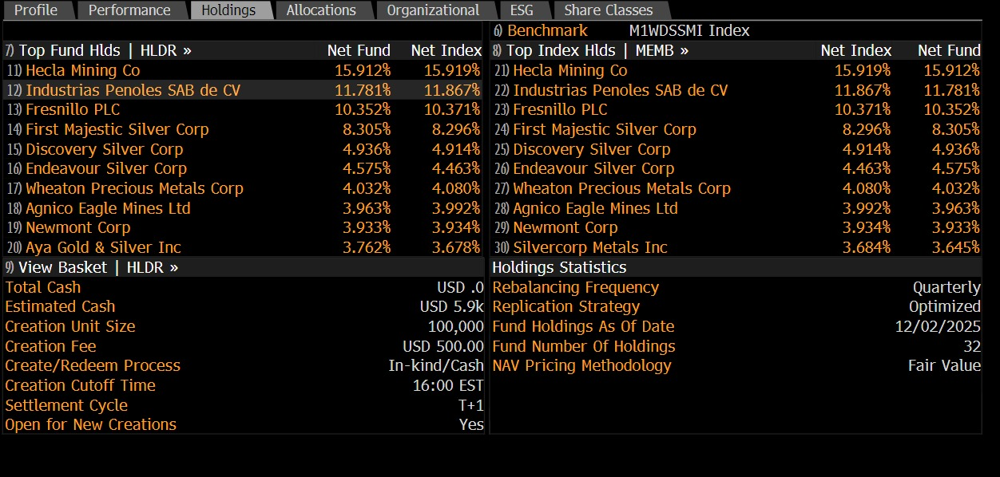 Profile Performance Holdings Allocations Organizational ESG Share Classes
6) Benchmark M1WDSSMI Index
7) Top Fund Hlds | HLDR » Net Fund Net Index
11) Hecla Mining Co 15.912% 15.919%
12) Industrias Penoles SAB de CV 11.781% 11.867%
13) Fresnillo PLC 10.352% 10.371%
14) First Majestic Silver Corp 8.305% 8.296%
15) Discovery Silver Corp 4.936% 4.914%
16) Endeavour Silver Corp 4.575% 4.463%
17) Wheaton Precious Metals Corp 4.032% 4.080%
18) Agnico Eagle Mines Ltd 3.963% 3.992%
19) Newmont Corp 3.933% 3.934%
20) Aya Gold & Silver Inc 3.762% 3.678%
8) Top Index Hlds | MEMB » Net Index Net Fund
21) Hecla Mining Co 15.919% 15.912%
22) Industrias Penoles SAB de CV 11.867% 11.781%
23) Fresnillo PLC 10.371% 10.352%
24) First Majestic Silver Corp 8.296% 8.305%
25) Discovery Silver Corp 4.914% 4.936%
26) Endeavour Silver Corp 4.463% 4.575%
27) Wheaton Precious Metals Corp 4.080% 4.032%
28) Agnico Eagle Mines Ltd 3.992% 3.963%
29) Newmont Corp 3.934% 3.933%
30) Silvercorp Metals Inc 3.684% 3.645%
9) View Basket | HLDR »
Total Cash USD .0
Estimated Cash USD 5.9k
Creation Unit Size 100,000
Creation Fee USD 500.00
Create/Redeem Process In-kind/Cash
Creation Cutoff Time 16:00 EST
Settlement Cycle T+1
Open for New Creations Yes
Holdings Statistics
Rebalancing Frequency Quarterly
Replication Strategy Optimized
Fund Holdings As Of Date 12/02/2025
Fund Number Of Holdings 32
NAV Pricing Methodology Fair Value